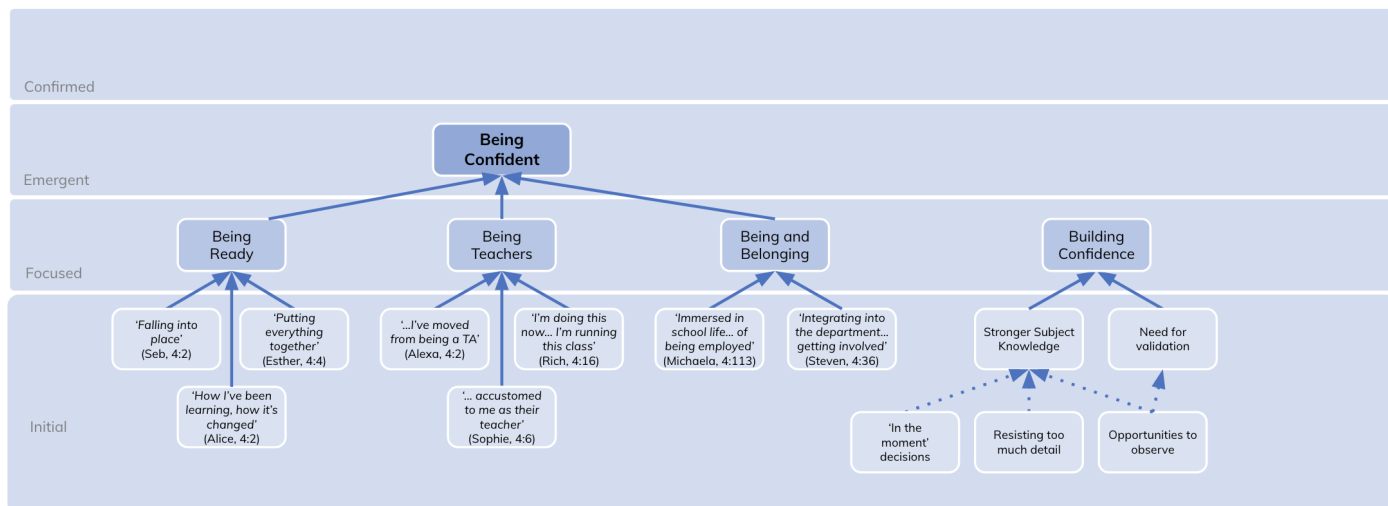 Confirmed
Being
Confident
Emergent
Being
Ready
Being
Teachers
Being and
Belonging
Building
Confidence
Focused
‘Falling into
place’
(Seb, 4:2)
‘Putting
everything
together’
(Esther, 4:4)
‘...I’ve moved
from being a TA’
(Alexa, 4:2)
‘I’m doing this
now... I’m running
this class’
(Rich, 4:16)
‘Immersed in
school life... of
being employed’
(Michaela, 4:113)
‘Integrating into
the department...
getting involved’
(Steven, 4:36)
Stronger Subject
Knowledge
Need for
validation
‘How I’ve been
learning, how it’s
changed’
(Alice, 4:2)
‘... accustomed
to me as their
teacher’
(Sophie, 4:6)
‘In the
moment’
decisions
Resisting too
much detail
Opportunities to
observe
Initial